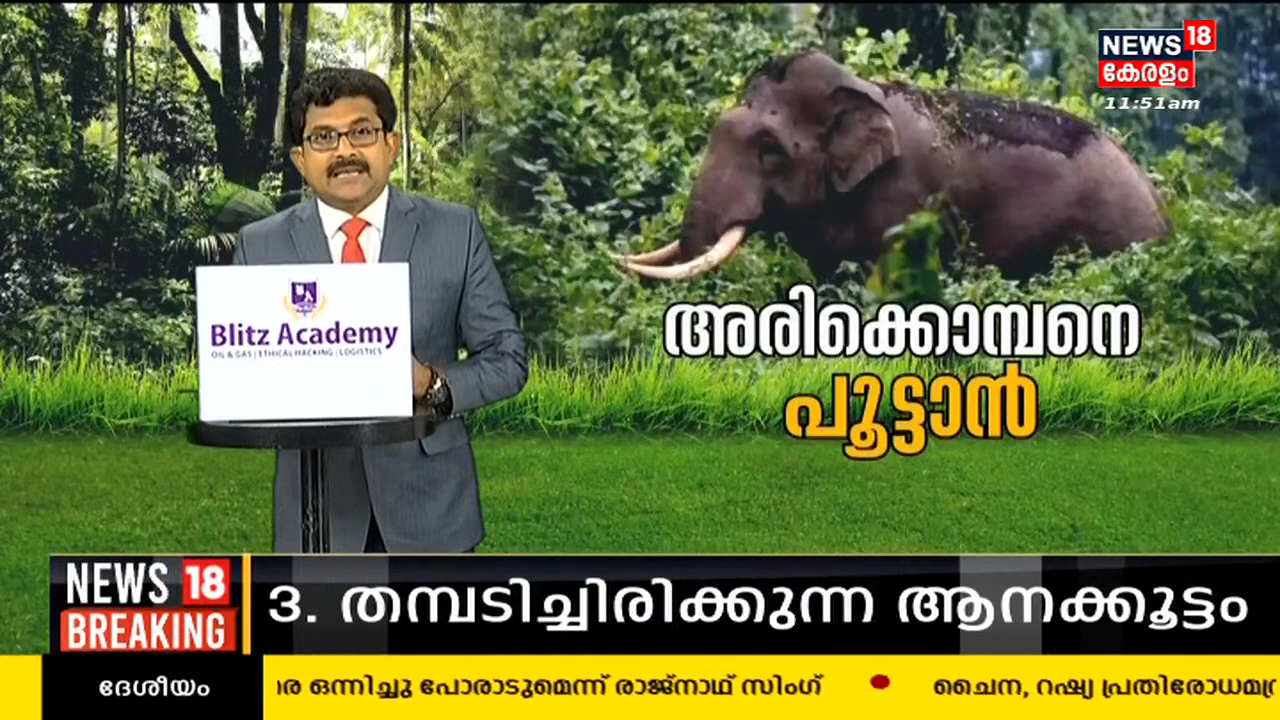 NEWS 18
കേരളം
11:51am
Blitz Academy
OIL & GAS | ETHICAL HACKING | LOGISTICS
അരിക്കൊമ്പനെ
പൂട്ടാൻ
NEWS 18
BREAKING
3. തമ്പടിച്ചിരിക്കുന്ന ആനക്കൂട്ടം
ദേശീയം
രെ ഒന്നിച്ചു പോരാടുമെന്ന് രാജ്നാഥ് സിംഗ് • ചൈന, റഷ്യ